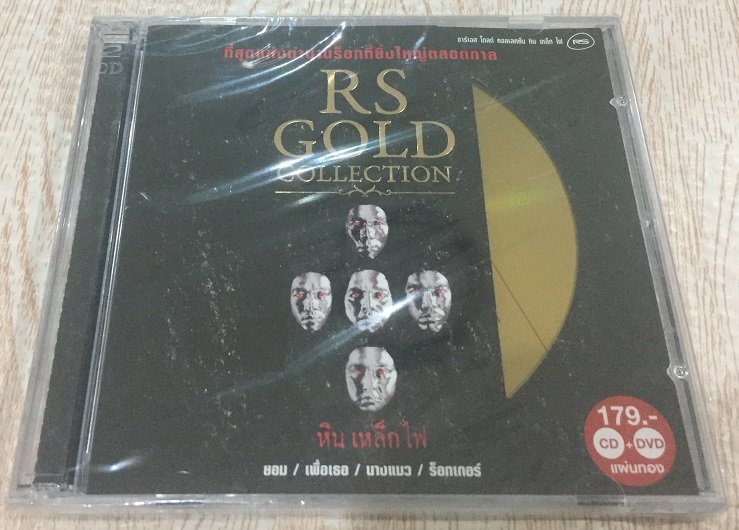 2
CD
อาร์เอส โกลด์ คอลเลคชั่น หิน เหล็ก ไฟ RS
ที่สุดแห่งตำนานร็อกที่ยิ่งใหญ่ตลอดกาล
RS
GOLD
COLLECTION
หิน เหล็ก ไฟ
ยอม / เพื่อเธอ / นางแมว / ร็อกเกอร์
179.-
CD + DVD
แผ่นทอง